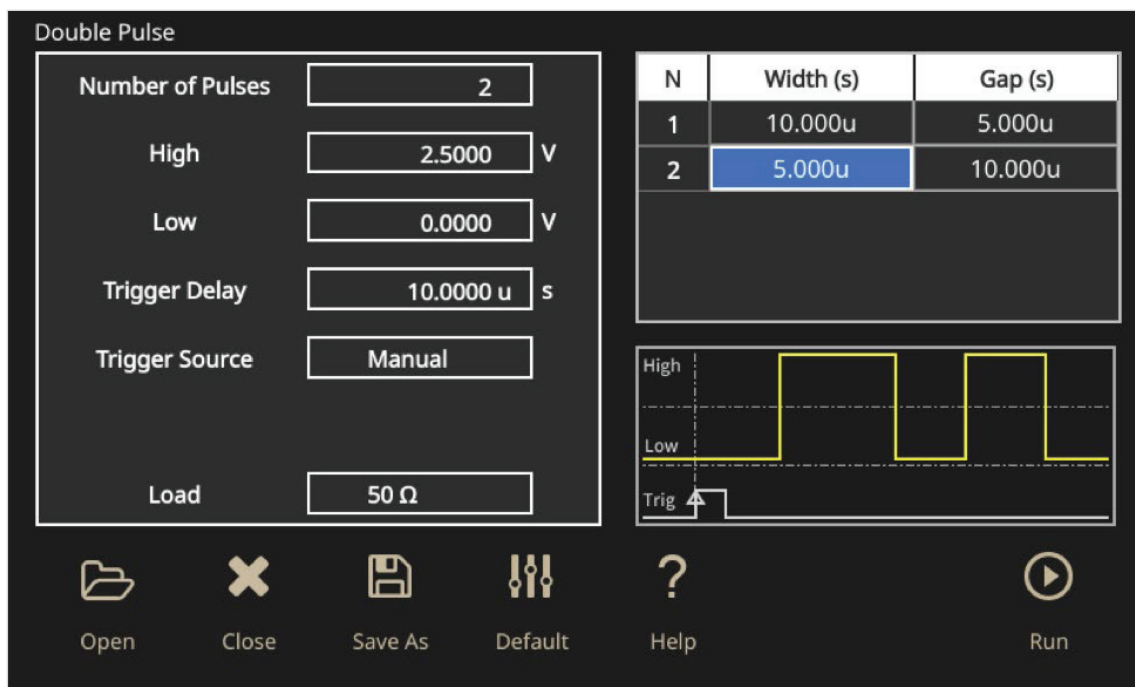 Double Pulse
Number of Pulses 2
High 2.5000 V
Low 0.0000 V
Trigger Delay 10.0000 u s
Trigger Source Manual
Load 50 Ω
N Width (s) Gap (s)
1 10.000u 5.000u
2 5.000u 10.000u
High
Low
Trig
Open Close Save As Default ? Help Run